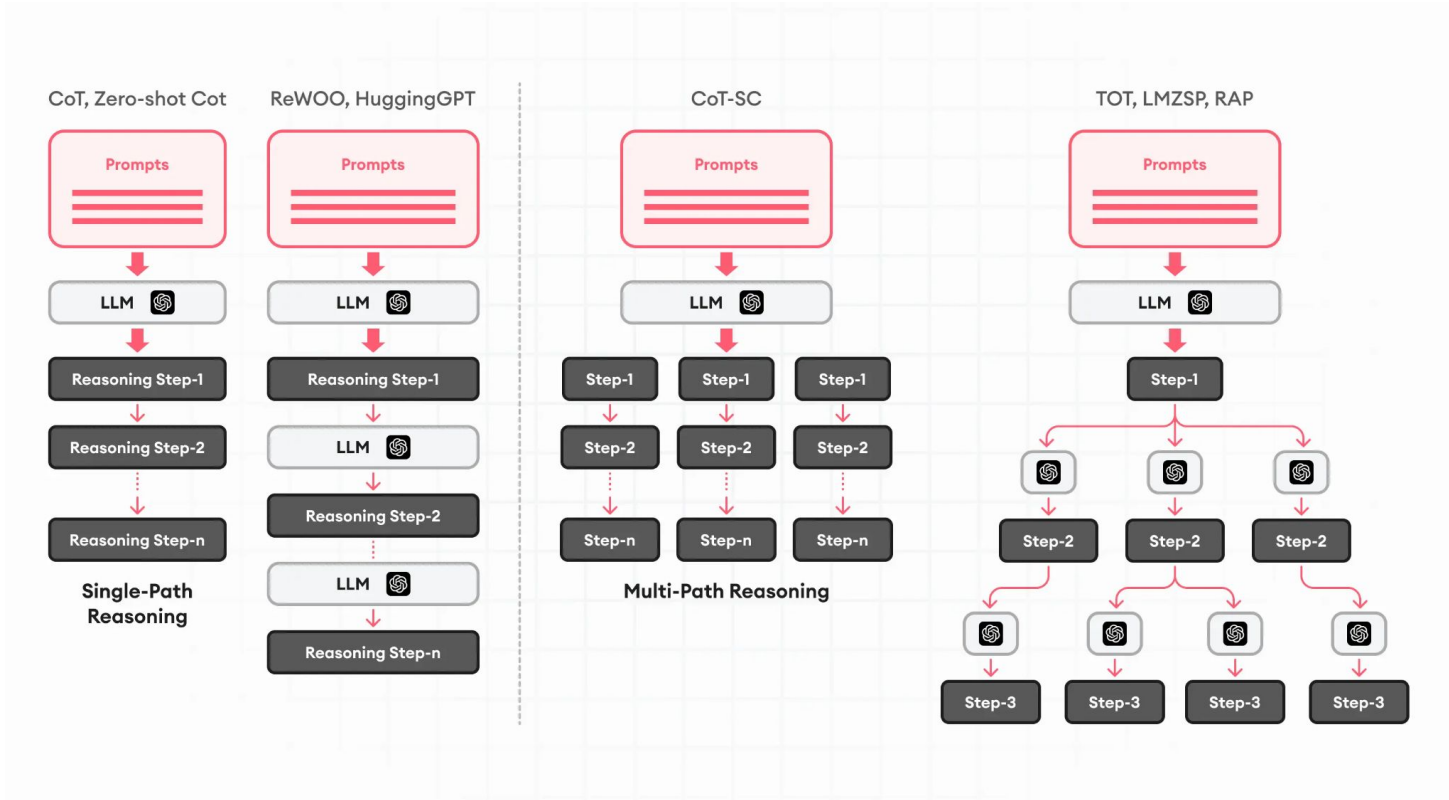 CoT, Zero-shot Cot
Prompts
LLM
Reasoning Step-1
Reasoning Step-2
Reasoning Step-n
Single-Path
Reasoning
ReWOO, HuggingGPT
Prompts
LLM
Reasoning Step-1
LLM
Reasoning Step-2
LLM
Reasoning Step-n
CoT-SC
Prompts
LLM
Step-1 Step-1 Step-1
Step-2 Step-2 Step-2
Step-n Step-n Step-n
Multi-Path Reasoning
TOT, LMZSP, RAP
Prompts
LLM
Step-1
Step-2 Step-2 Step-2
Step-3 Step-3 Step-3 Step-3